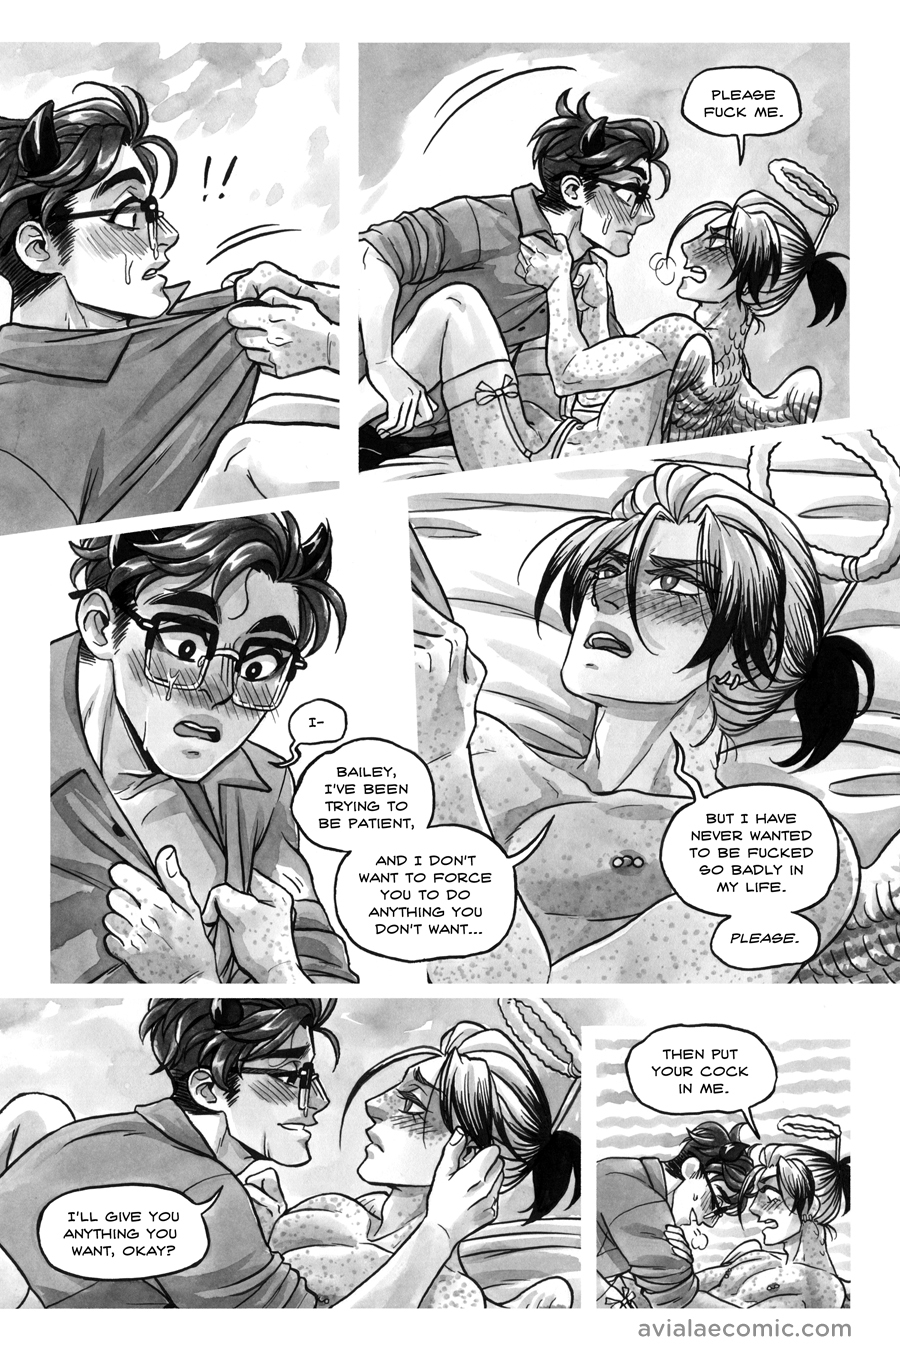 !!
PLEASE
FUCK ME.
I-
BAILEY,
I'VE BEEN
TRYING TO
BE PATIENT,
AND I DON'T
WANT TO FORCE
YOU TO DO
ANYTHING YOU
DON'T WANT...
BUT I HAVE
NEVER WANTED
TO BE FUCKED
SO BADLY IN
MY LIFE.
PLEASE.
I'LL GIVE YOU
ANYTHING YOU
WANT, OKAY?
THEN PUT
YOUR COCK
IN ME.
avialaecomic.com